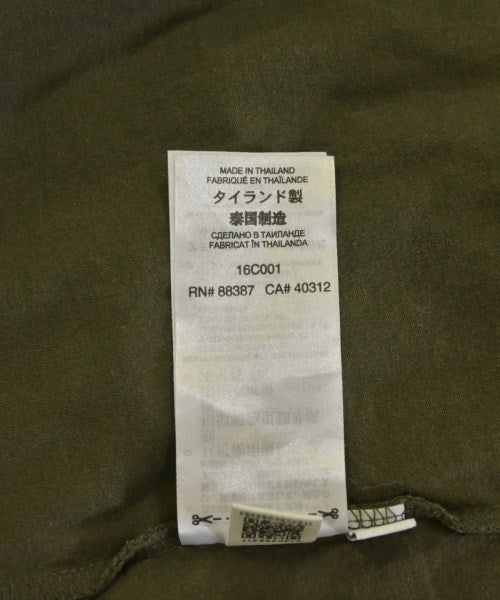 MADE IN THAILAND
FABRIQUÉ EN THAÏLANDE
タイランド製
泰国制造
СДЕЛАНО В ТАИЛАНДЕ
FABRICAT ÎN THAILANDA
16C001
RN# 88387 CA# 40312